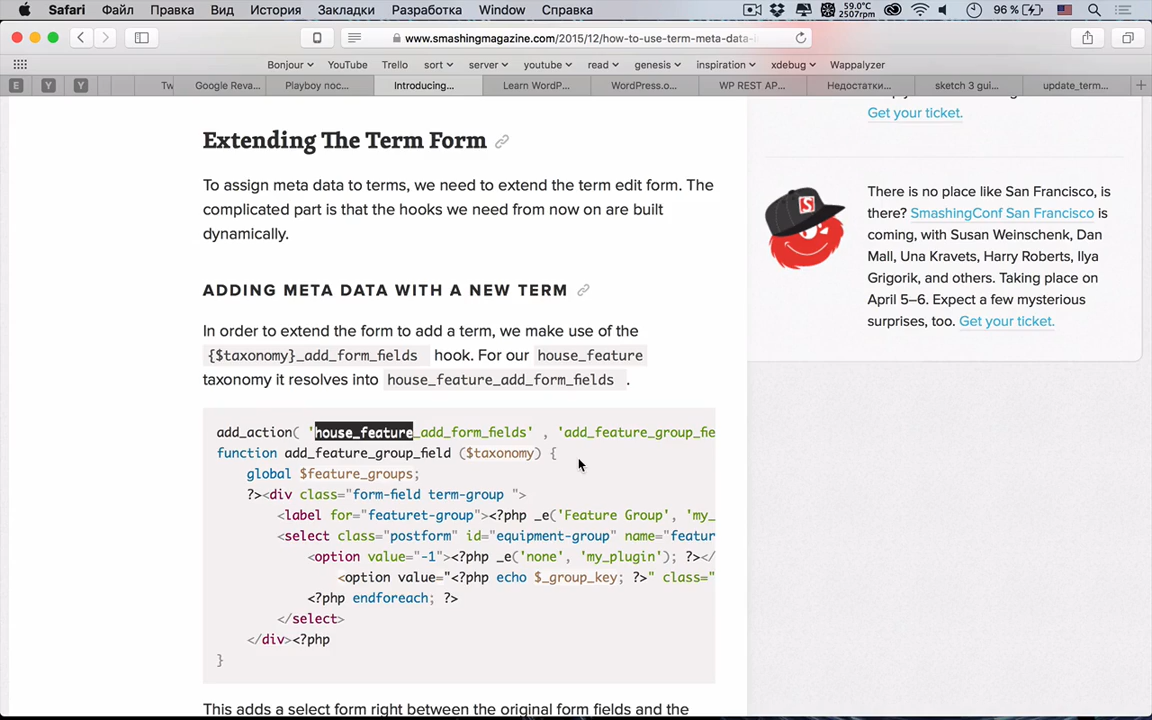 Safari Файл Правка Вид История Закладки Разработка Window Справка 59.0°C 2507rpm 96 %
www.smashingmagazine.com/2015/12/how-to-use-term-meta-data-
Bonjour YouTube Trello sort server youtube read genesis inspiration xdebug Wappalyzer
E Y Y Tw Google Reva... Playboy пос... Introducing... Learn WordP... WordPress.o... WP REST AP... Недостатки... sketch 3 gui... update_term...
Get your ticket.
Extending The Term Form
To assign meta data to terms, we need to extend the term edit form. The
complicated part is that the hooks we need from now on are built
dynamically.
There is no place like San Francisco, is
there? SmashingConf San Francisco is
coming, with Susan Weinschenk, Dan
Mall, Una Kravets, Harry Roberts, Ilya
Grigorik, and others. Taking place on
April 5–6. Expect a few mysterious
surprises, too. Get your ticket.
ADDING META DATA WITH A NEW TERM
In order to extend the form to add a term, we make use of the
{$taxonomy}_add_form_fields hook. For our house_feature
taxonomy it resolves into house_feature_add_form_fields .
add_action( 'house_feature_add_form_fields' , 'add_feature_group_fie
function add_feature_group_field ($taxonomy) {
global $feature_groups;
?><div class="form-field term-group ">
<label for="featuret-group"><?php _e('Feature Group', 'my_
<select class="postform" id="equipment-group" name="featur
<option value="-1"><?php _e('none', 'my_plugin'); ?></
<option value="<?php echo $_group_key; ?>" class="
<?php endforeach; ?>
</select>
</div><?php
}
This adds a select form right between the original form fields and the